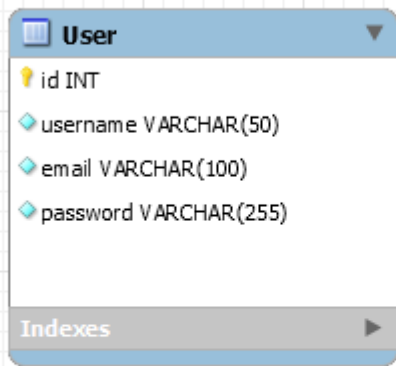 User
id INT
username VARCHAR(50)
email VARCHAR(100)
password VARCHAR(255)
Indexes